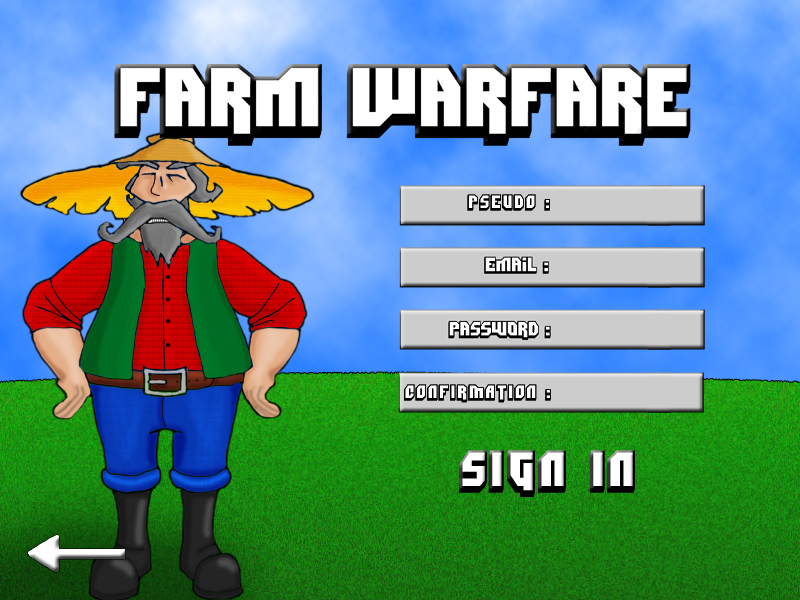 FARM WARFARE
PSEUDO :
EMAIL :
PASSWORD :
CONFIRMATION :
SIGN IN